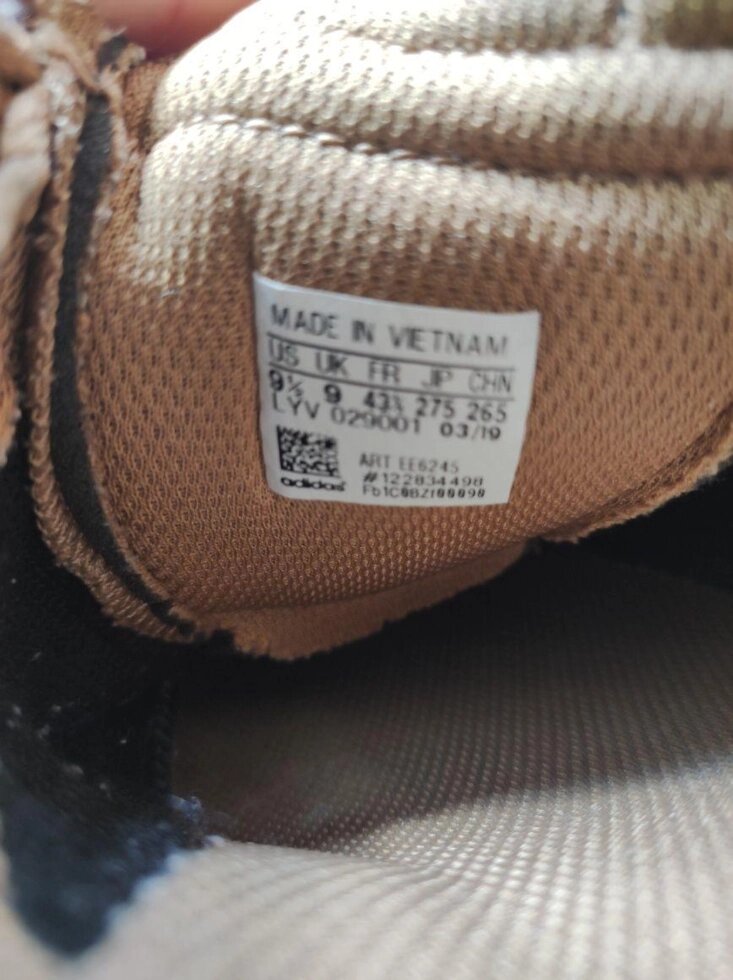 MADE IN VIETNAM
US UK FR JP CHN
9½ 9 43⅓ 275 265
LYV 029001 03/19
ART EE6245
#122834498
adidas